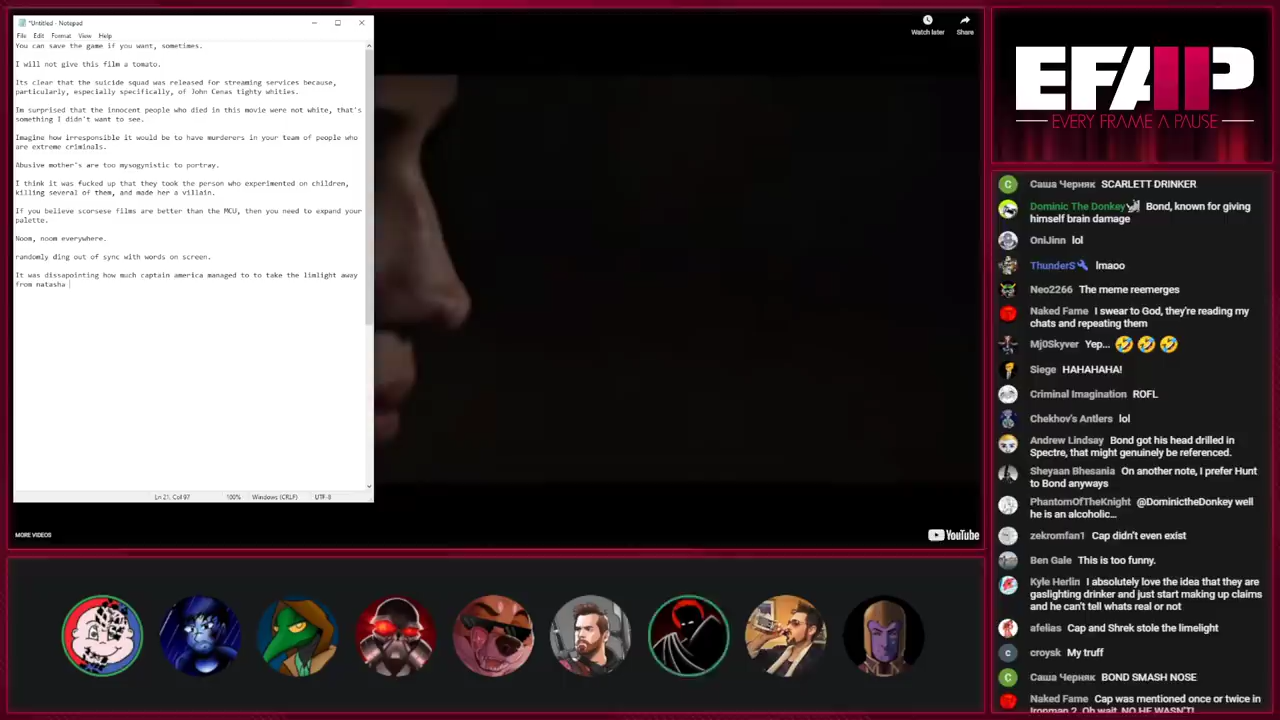 *Untitled - Notepad
File Edit Format View Help
You can save the game if you want, sometimes.
I will not give this film a tomato.
Its clear that the suicide squad was released for streaming services because,
particularly, especially specifically, of John Cenas tighty whities.
Im surprised that the innocent people who died in this movie were not white, that's
something I didn't want to see.
Imagine how irresponsible it would be to have murderers in your team of people who
are extreme criminals.
Abusive mother's are too mysogynistic to portray.
I think it was fucked up that they took the person who experimented on children,
killing several of them, and made her a villain.
If you believe scorsese films are better than the MCU, then you need to expand your
palette.
Noom, noom everywhere.
randomly ding out of sync with words on screen.
It was dissapointing how much captain america managed to to take the limlight away
from natasha
Ln 21, Col 97 100% Windows (CRLF) UTF-8
Watch later
Share
MORE VIDEOS
YouTube
EFAP
EVERY FRAME A PAUSE
Саша Черняк SCARLETT DRINKER
Dominic The Donkey Bond, known for giving
himself brain damage
OniJinn lol
ThunderS lmaoo
Neo2266 The meme reemerges
Naked Fame I swear to God, they're reading my
chats and repeating them
Mj0Skyver Yep... 🤣 🤣 🤣
Siege HAHAHAHA!
Criminal Imagination ROFL
Chekhov's Antlers lol
Andrew Lindsay Bond got his head drilled in
Spectre, that might genuinely be referenced.
Sheyaan Bhesania On another note, I prefer Hunt
to Bond anyways
PhantomOfTheKnight @DominictheDonkey well
he is an alcoholic...
zekromfan1 Cap didn't even exist
Ben Gale This is too funny.
Kyle Herlin I absolutely love the idea that they are
gaslighting drinker and just start making up claims
and he can't tell whats real or not
afelias Cap and Shrek stole the limelight
croysk My truff
Саша Черняк BOND SMASH NOSE
Naked Fame Cap was mentioned once or twice in
Ironman 2. Oh wait, NO HE WASN'T!